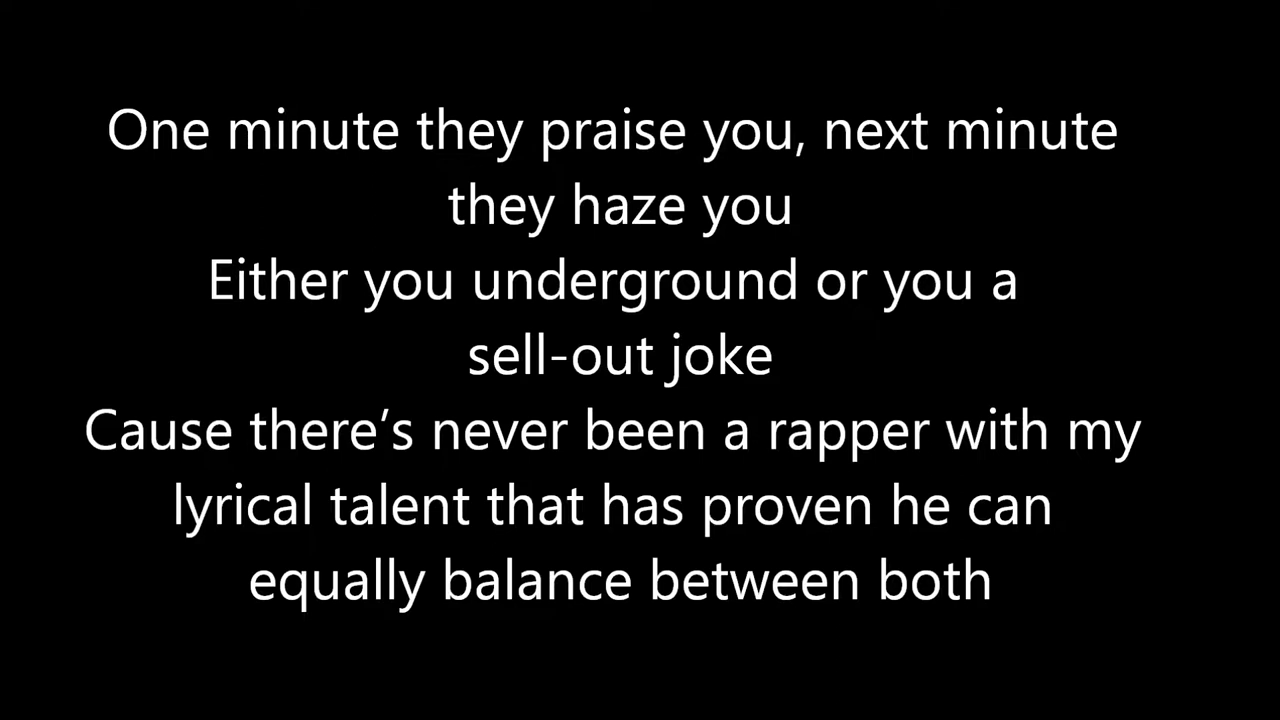 One minute they praise you, next minute
they haze you
Either you underground or you a
sell-out joke
Cause there’s never been a rapper with my
lyrical talent that has proven he can
equally balance between both